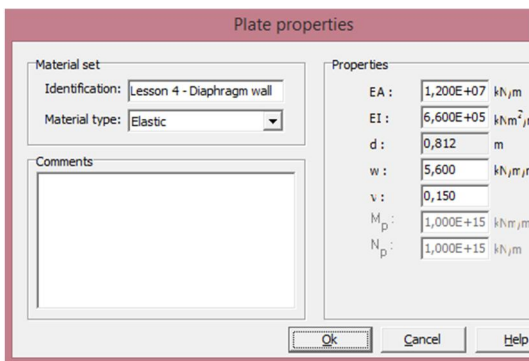 Plate properties
Material set
Identification: Lesson 4 - Diaphragm wall
Material type: Elastic
Comments
Properties
EA : 1,200E+07 kN/m
EI : 6,600E+05 kNm²/
d : 0,812 m
w : 5,600 kN/m/
ν : 0,150
Mp : 1,000E+15 kNm/m
Np : 1,000E+15 kN/m
Ok Cancel Help